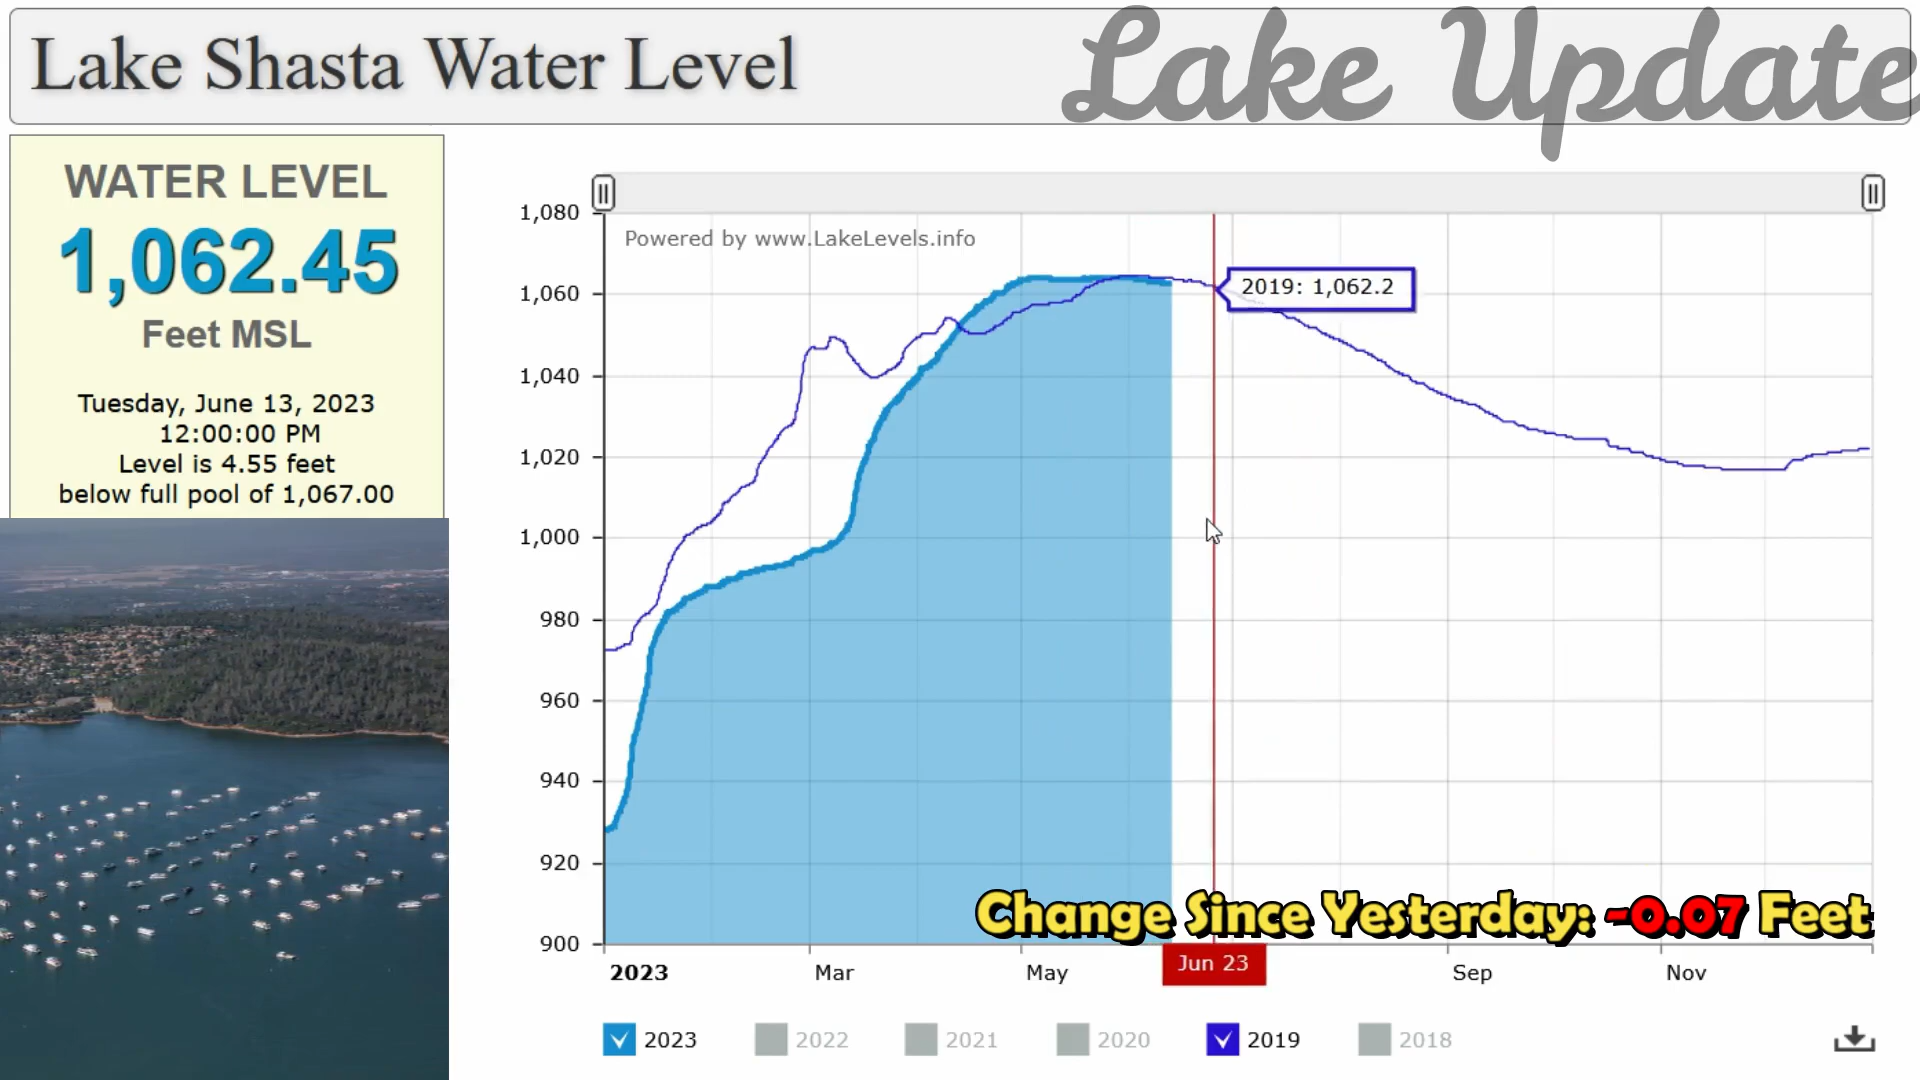 Lake Shasta Water Level
Lake Update
WATER LEVEL
1,062.45
Feet MSL
Tuesday, June 13, 2023
12:00:00 PM
Level is 4.55 feet
below full pool of 1,067.00
Powered by www.LakeLevels.info
1,080
1,060
1,040
1,020
1,000
980
960
940
920
900
2019: 1,062.2
Change Since Yesterday: -0.07 Feet
2023 Mar May Jun 23 Sep Nov
2023 2022 2021 2020 2019 2018